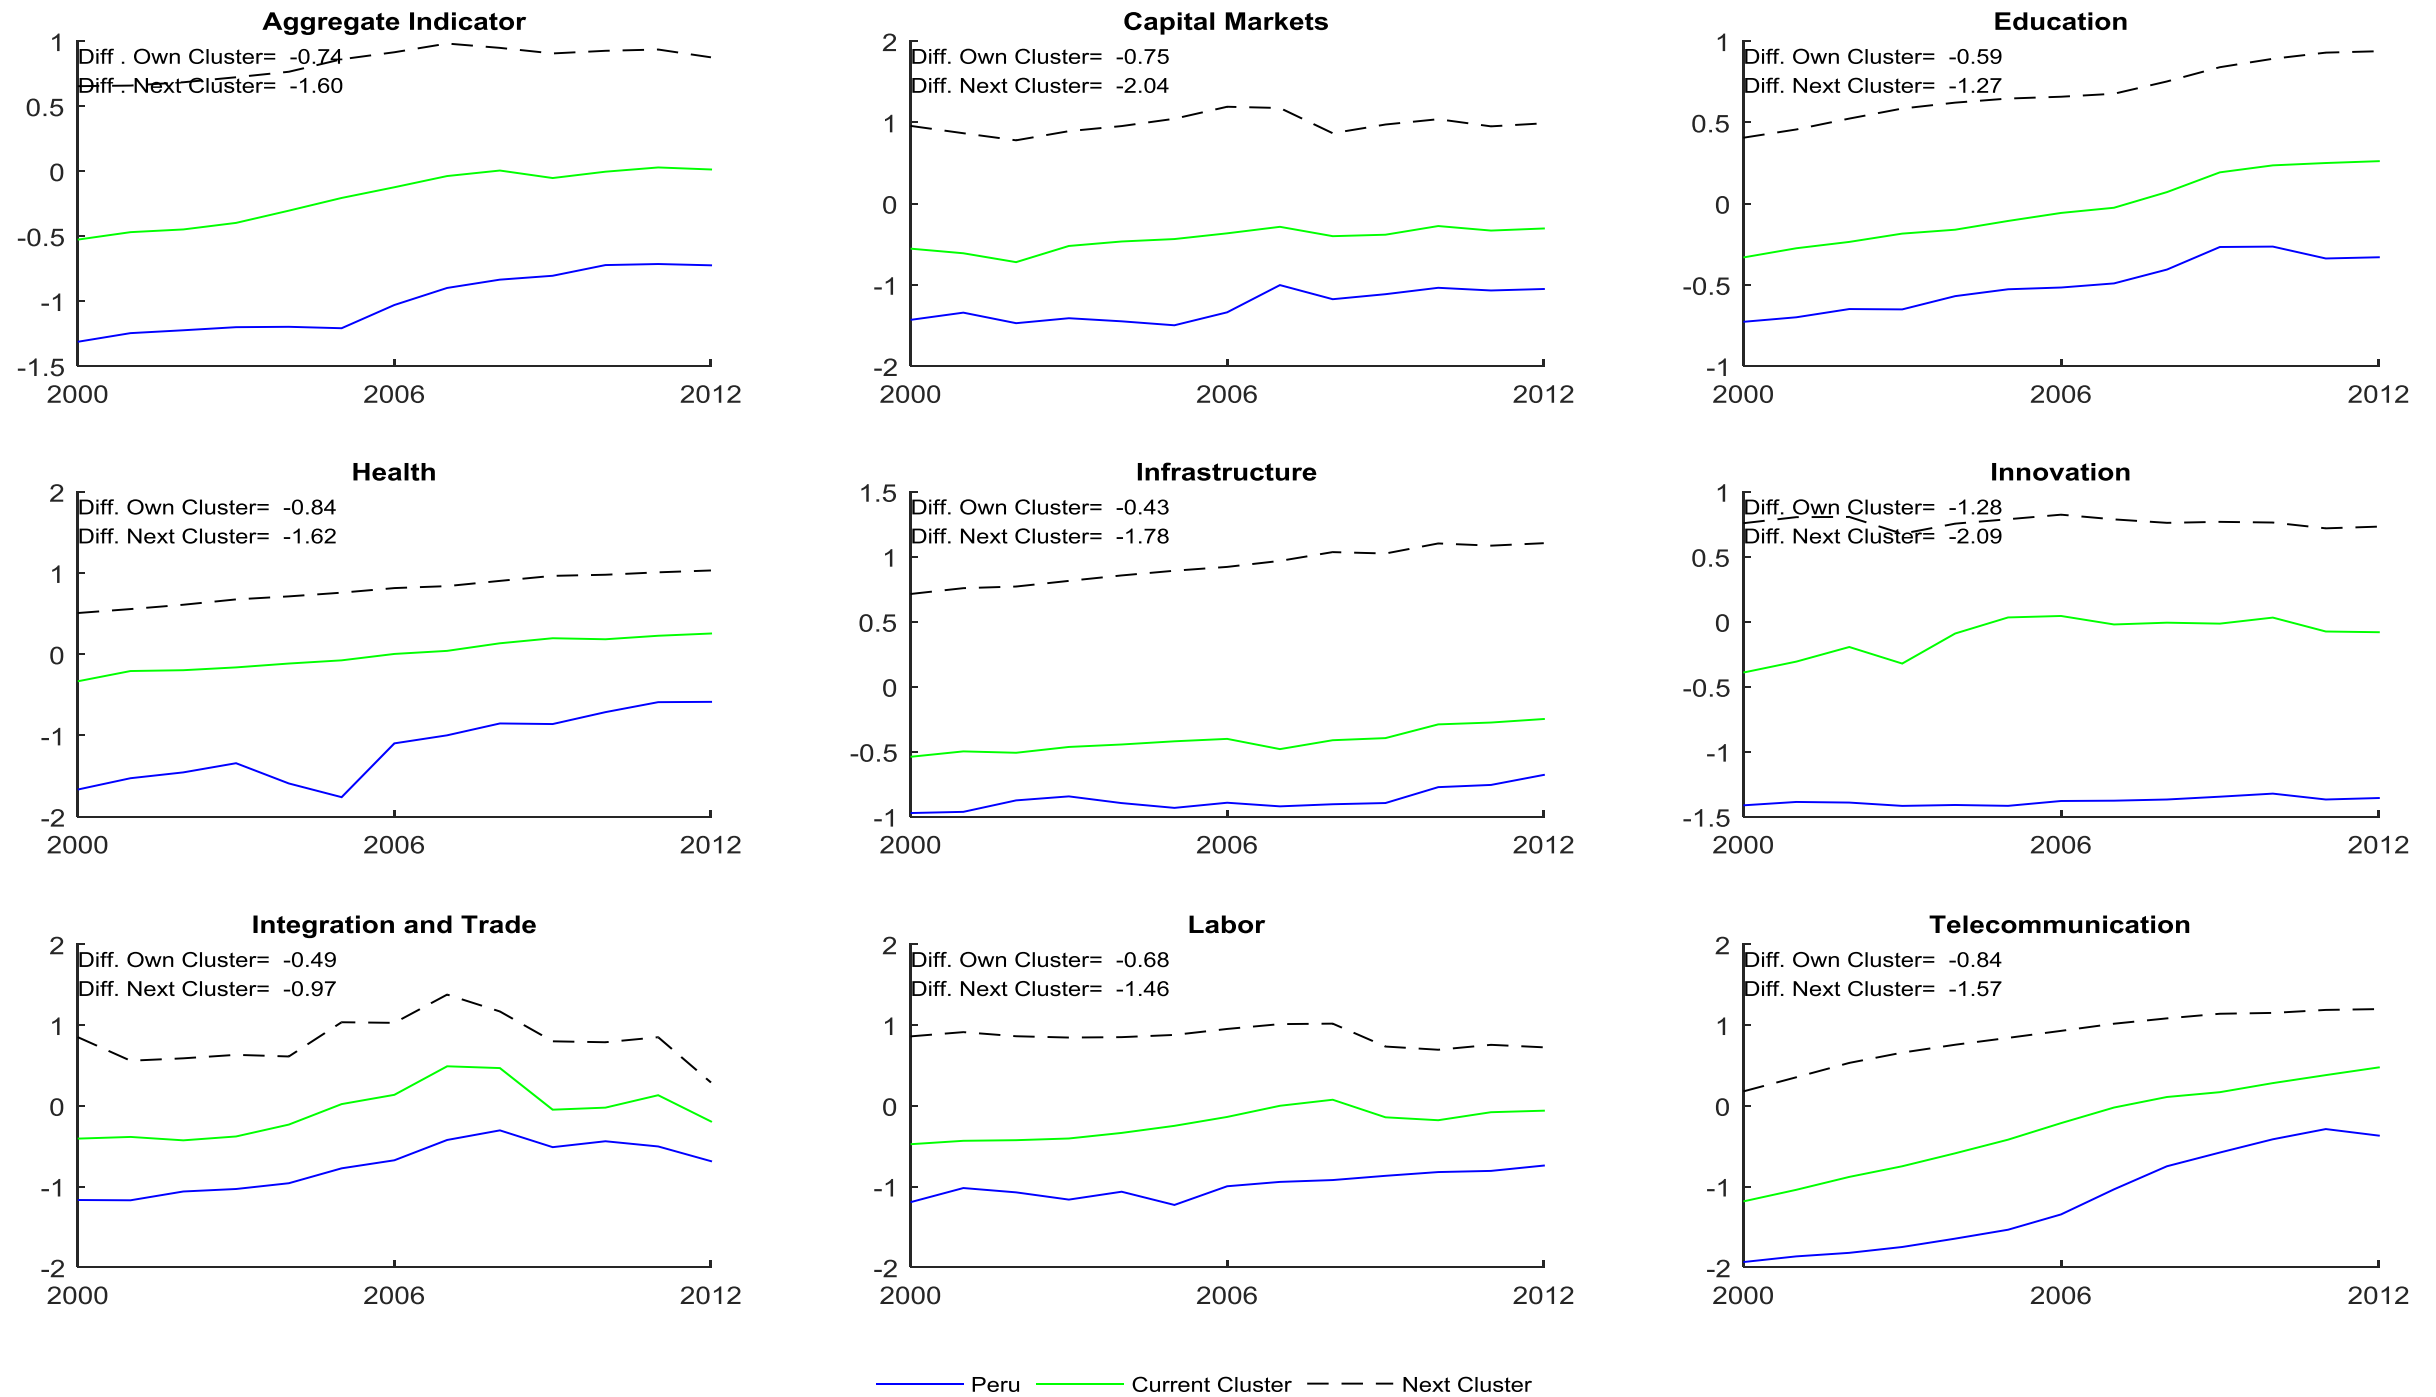 Aggregate Indicator
Diff . Own Cluster= -0.74
Diff . Next Cluster= -1.60
1
0.5
0
-0.5
-1
-1.5
2000 2006 2012
Capital Markets
Diff. Own Cluster= -0.75
Diff. Next Cluster= -2.04
2
1
0
-1
-2
2000 2006 2012
Education
Diff. Own Cluster= -0.59
Diff. Next Cluster= -1.27
1
0.5
0
-0.5
-1
2000 2006 2012
Health
Diff. Own Cluster= -0.84
Diff. Next Cluster= -1.62
2
1
0
-1
-2
2000 2006 2012
Infrastructure
Diff. Own Cluster= -0.43
Diff. Next Cluster= -1.78
1.5
1
0.5
0
-0.5
-1
2000 2006 2012
Innovation
Diff. Own Cluster= -1.28
Diff. Next Cluster= -2.09
1
0.5
0
-0.5
-1
-1.5
2000 2006 2012
Integration and Trade
Diff. Own Cluster= -0.49
Diff. Next Cluster= -0.97
2
1
0
-1
-2
2000 2006 2012
Labor
Diff. Own Cluster= -0.68
Diff. Next Cluster= -1.46
2
1
0
-1
-2
2000 2006 2012
Telecommunication
Diff. Own Cluster= -0.84
Diff. Next Cluster= -1.57
2
1
0
-1
-2
2000 2006 2012
Peru Current Cluster Next Cluster